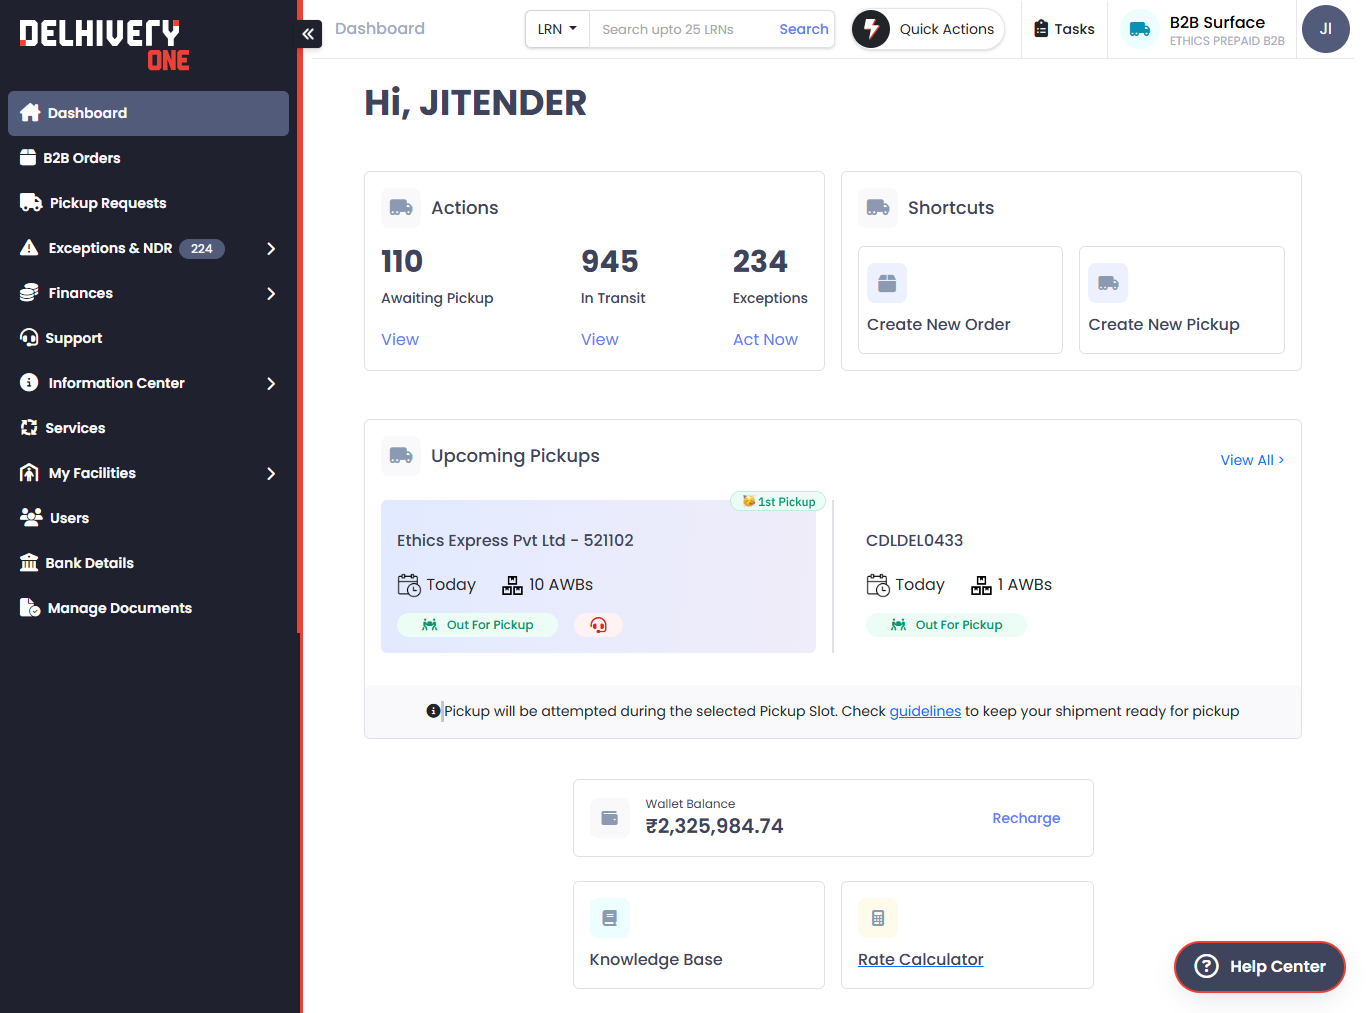 DELHIVERY
ONE
Dashboard
B2B Orders
Pickup Requests
Exceptions & NDR 224
Finances
Support
Information Center
Services
My Facilities
Users
Bank Details
Manage Documents
Dashboard
LRN Search upto 25 LRNs Search
Quick Actions
Tasks
B2B Surface
ETHICS PREPAID B2B
JI
Hi, JITENDER
Actions
110 945 234
Awaiting Pickup In Transit Exceptions
View View Act Now
Shortcuts
Create New Order Create New Pickup
Upcoming Pickups
View All >
1st Pickup
Ethics Express Pvt Ltd - 521102
Today 10 AWBs
Out For Pickup
CDLDEL0433
Today 1 AWBs
Out For Pickup
Pickup will be attempted during the selected Pickup Slot. Check guidelines to keep your shipment ready for pickup
Wallet Balance
₹2,325,984.74
Recharge
Knowledge Base
Rate Calculator
Help Center